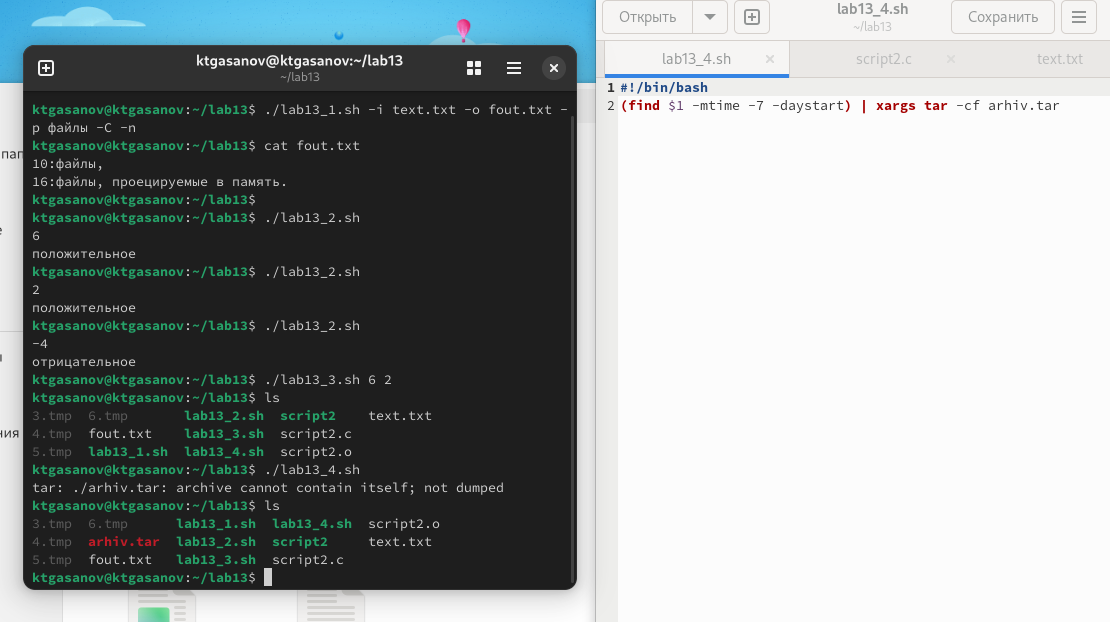 ktgasanov@ktgasanov:~/lab13
~/lab13
ktgasanov@ktgasanov:~/lab13$ ./lab13_1.sh -i text.txt -o fout.txt -
p файлы -C -n
ktgasanov@ktgasanov:~/lab13$ cat fout.txt
10:файлы,
16:файлы, проецируемые в память.
ktgasanov@ktgasanov:~/lab13$
ktgasanov@ktgasanov:~/lab13$ ./lab13_2.sh
6
положительное
ktgasanov@ktgasanov:~/lab13$ ./lab13_2.sh
2
положительное
ktgasanov@ktgasanov:~/lab13$ ./lab13_2.sh
-4
отрицательное
ktgasanov@ktgasanov:~/lab13$ ./lab13_3.sh 6 2
ktgasanov@ktgasanov:~/lab13$ ls
3.tmp 6.tmp lab13_2.sh script2 text.txt
4.tmp fout.txt lab13_3.sh script2.c
5.tmp lab13_1.sh lab13_4.sh script2.o
ktgasanov@ktgasanov:~/lab13$ ./lab13_4.sh
tar: ./arhiv.tar: archive cannot contain itself; not dumped
ktgasanov@ktgasanov:~/lab13$ ls
3.tmp 6.tmp lab13_1.sh lab13_4.sh script2.o
4.tmp arhiv.tar lab13_2.sh script2 text.txt
5.tmp fout.txt lab13_3.sh script2.c
ktgasanov@ktgasanov:~/lab13$
Открыть
lab13_4.sh
~/lab13
Сохранить
lab13_4.sh × script2.c × text.txt
1 #!/bin/bash
2 (find $1 -mtime -7 -daystart) | xargs tar -cf arhiv.tar